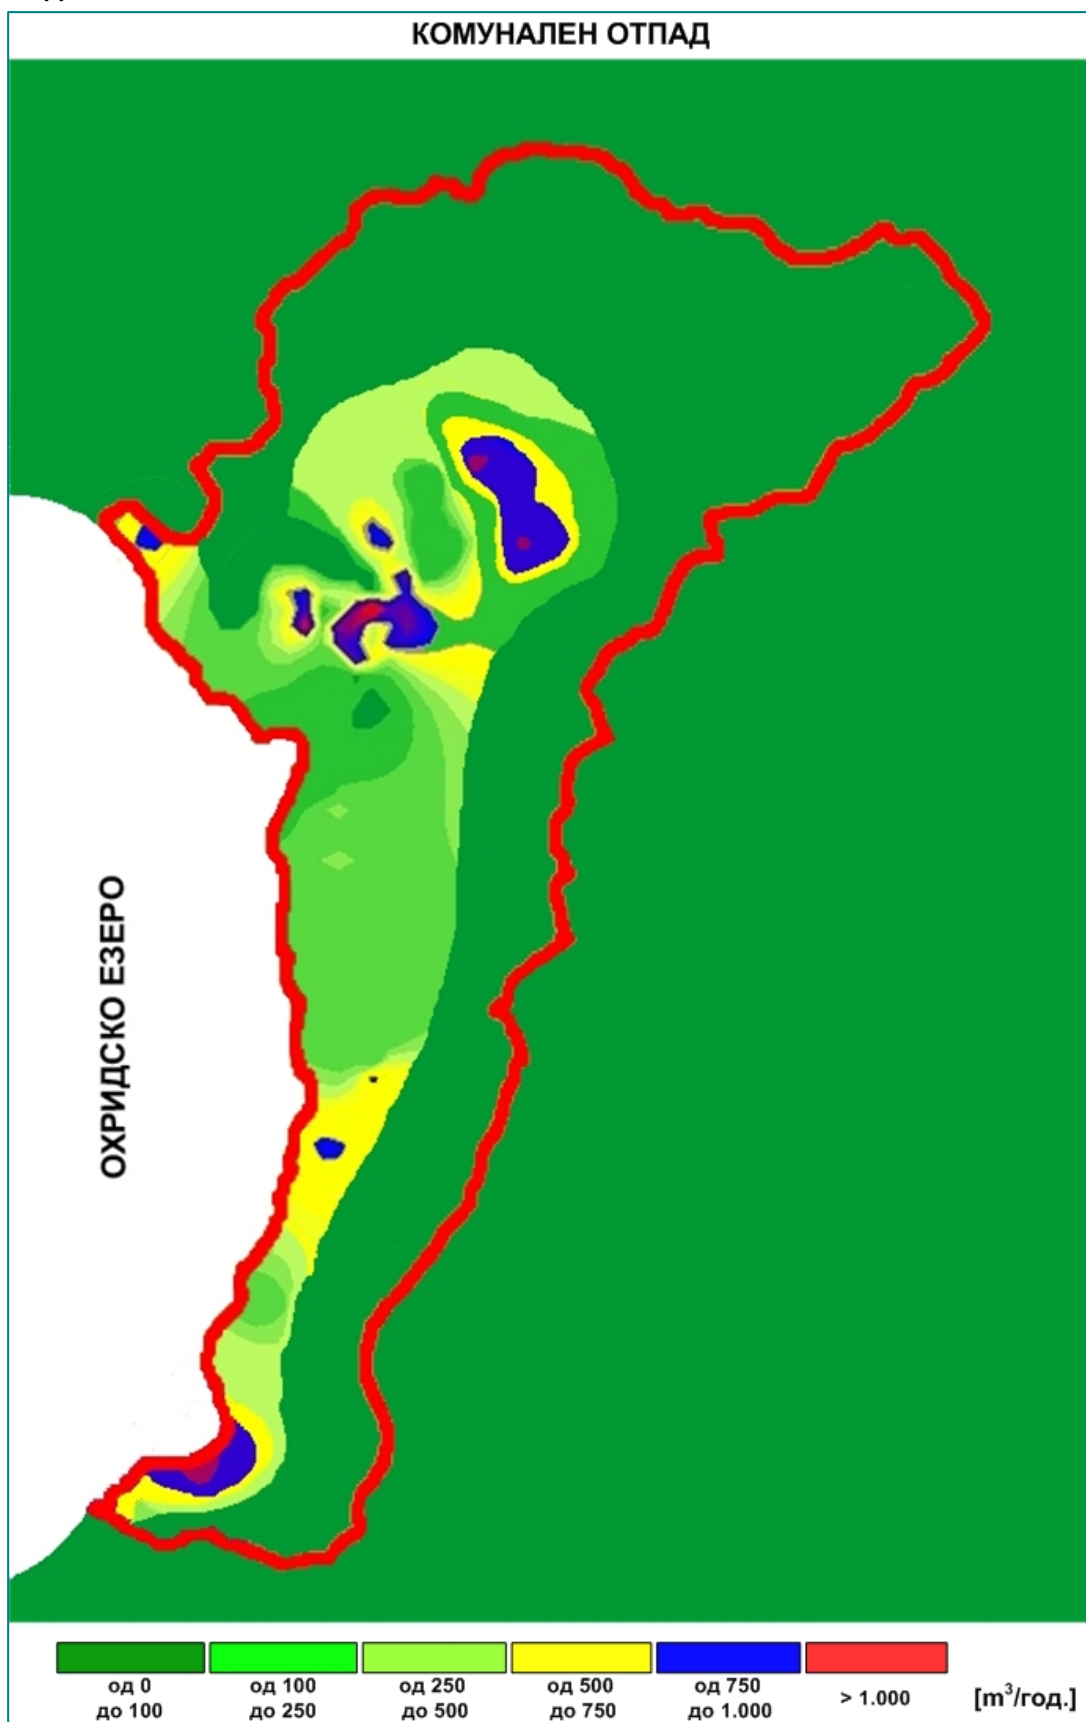 КОМУНАЛЕН ОТПАД
ОХРИДСКО ЕЗЕРО
од 0
до 100
од 100
до 250
од 250
до 500
од 500
до 750
од 750
до 1.000
> 1.000
[m³/год.]